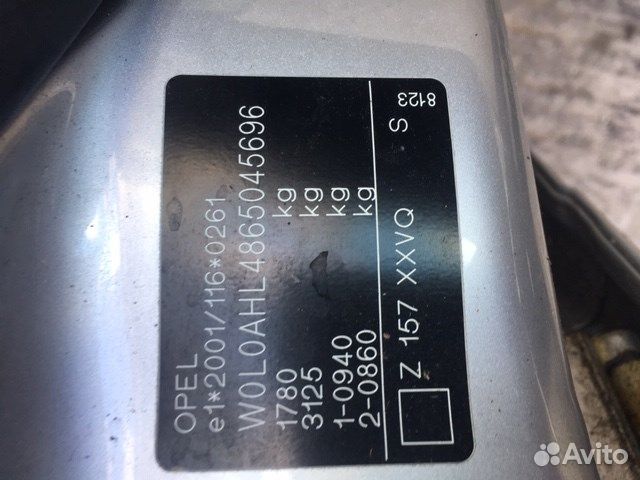 OPEL
e1*2001/116*0261
W0L0AHL4865045696
1780 kg
3125 kg
1-0940 kg
2-0860 kg
Z 157 XXVQ S
8123
Avito